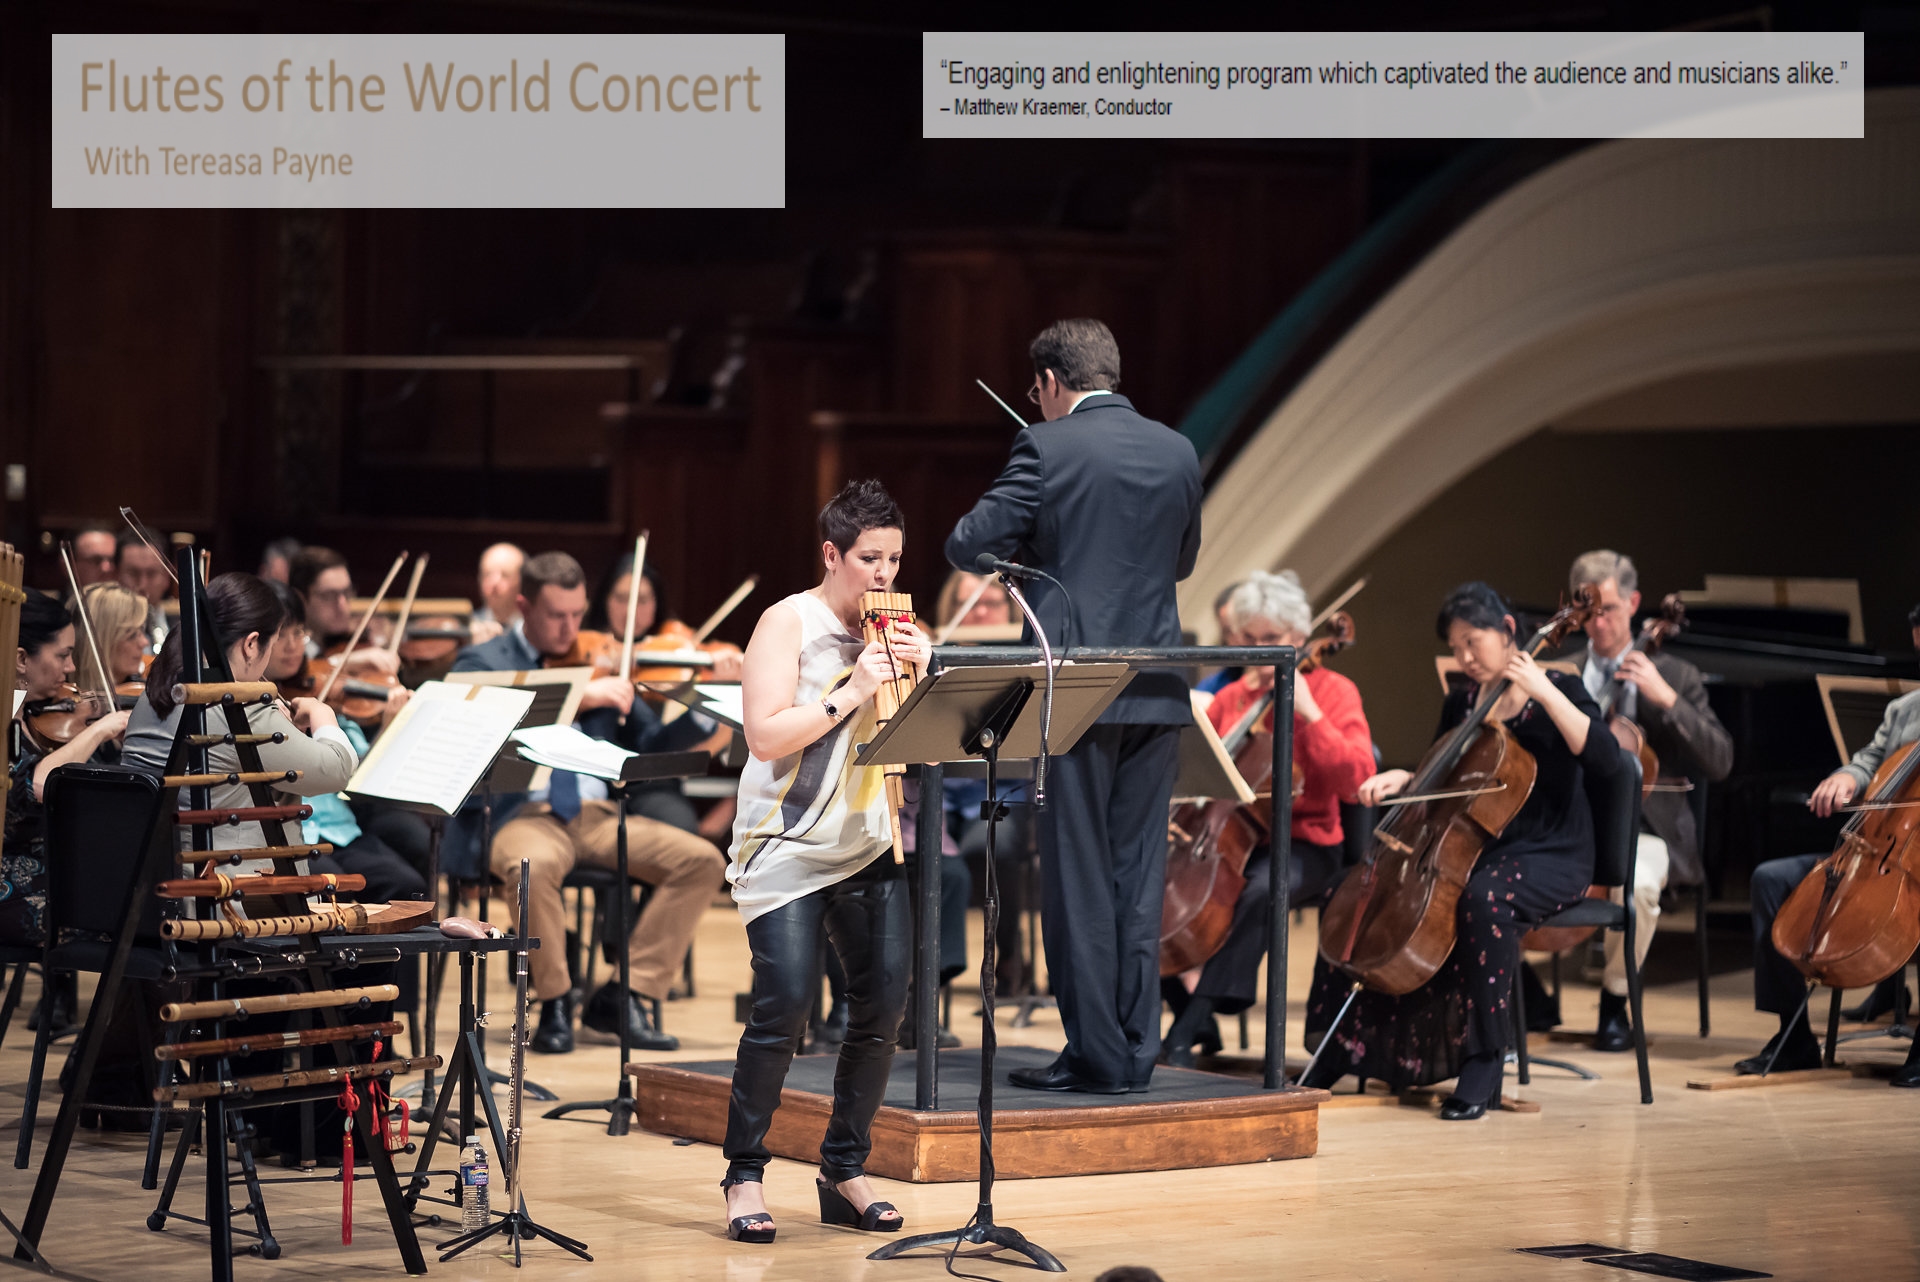 Flutes of the World Concert
With Tereasa Payne
“Engaging and enlightening program which captivated the audience and musicians alike.”
– Matthew Kraemer, Conductor